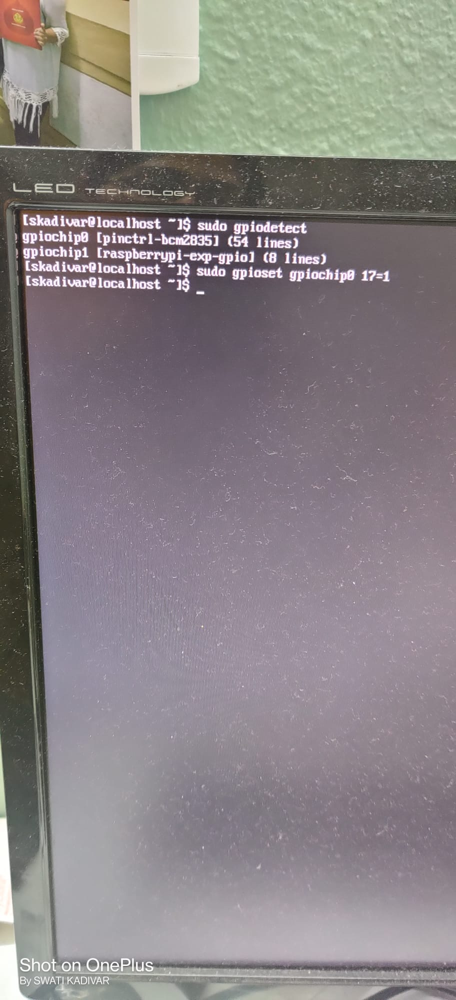 LED TECHNOLOGY
[skadivar@localhost ~]$ sudo gpiodetect
gpiochip0 [pinctrl-bcm2835] (54 lines)
gpiochip1 [raspberrypi-exp-gpio] (8 lines)
[skadivar@localhost ~]$ sudo gpioset gpiochip0 17=1
[skadivar@localhost ~]$ _
Shot on OnePlus
By SWATI KADIVAR